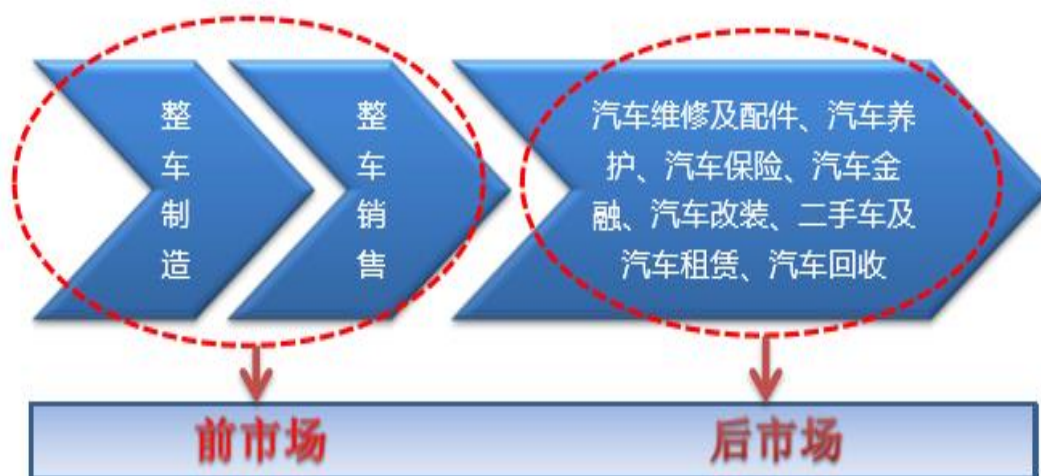 整车制造
整车销售
汽车维修及配件、汽车养
护、汽车保险、汽车金
融、汽车改装、二手车及
汽车租赁、汽车回收
前市场
后市场